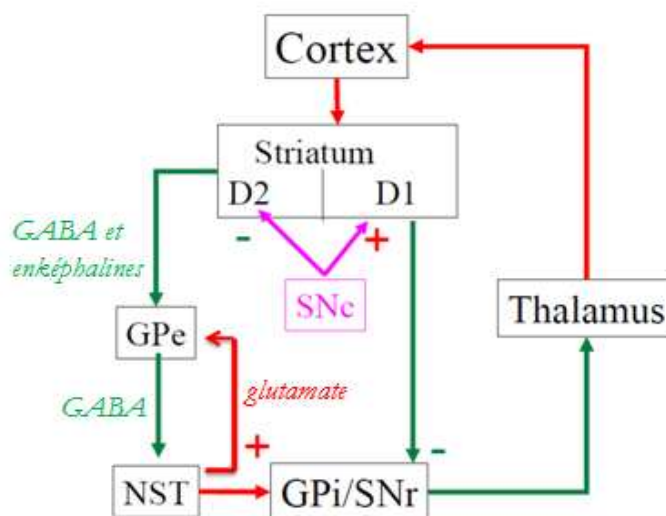 Cortex
Striatum
D2 D1
- +
GABA et
enképhalines
SNc
GPe
Thalamus
GABA
glutamate
+
-
NST
GPi/SNr